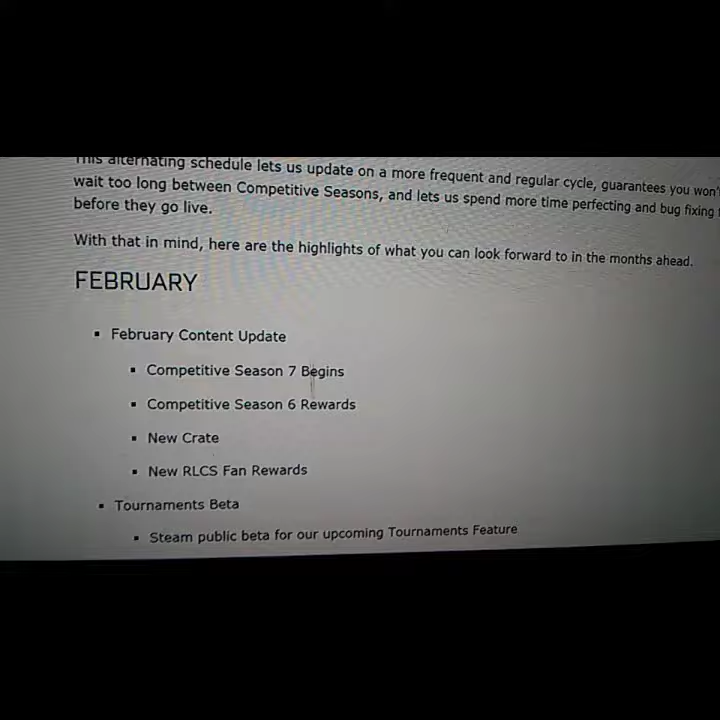 This alternating schedule lets us update on a more frequent and regular cycle, guarantees you won't
wait too long between Competitive Seasons, and lets us spend more time perfecting and bug fixing
before they go live.
With that in mind, here are the highlights of what you can look forward to in the months ahead.
FEBRUARY
▪ February Content Update
▪ Competitive Season 7 Begins
▪ Competitive Season 6 Rewards
▪ New Crate
▪ New RLCS Fan Rewards
▪ Tournaments Beta
▪ Steam public beta for our upcoming Tournaments Feature